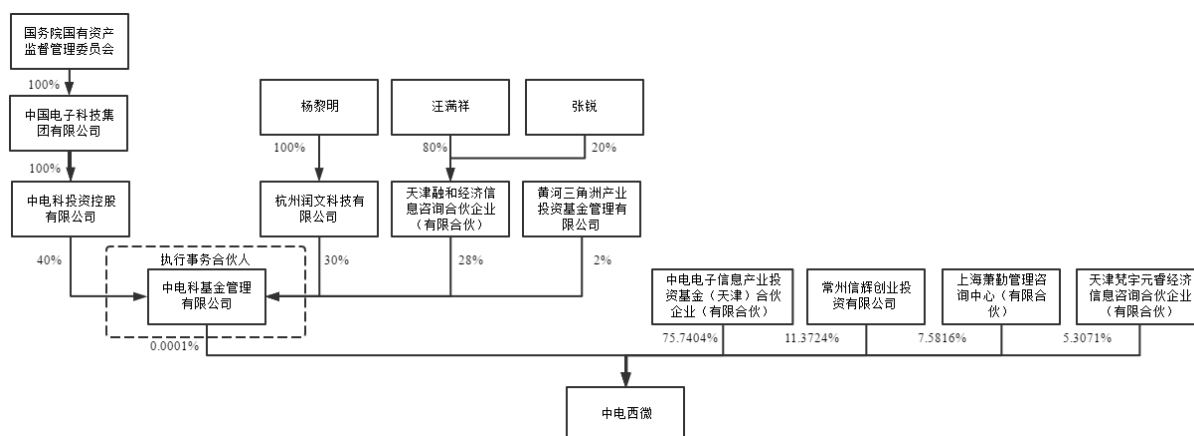 国务院国有资产
监督管理委员会
100%
中国电子科技集
团有限公司
杨黎明
汪满祥
张锐
100%
100%
80%
20%
中电科投资控股
有限公司
杭州润文科技有
限公司
天津融和经济信
息咨询合伙企业
（有限合伙）
黄河三角洲产业
投资基金管理有
限公司
40%
执行事务合伙人
30%
28%
2%
中电科基金管理
有限公司
中电电子信息产业投
资基金（天津）合伙
企业（有限合伙）
常州信辉创业投
资有限公司
上海萧勤管理咨
询中心（有限合
伙）
天津梵宇元睿经济
信息咨询合伙企业
（有限合伙）
0.0001%
75.7404%
11.3724%
7.5816%
5.3071%
中电西微